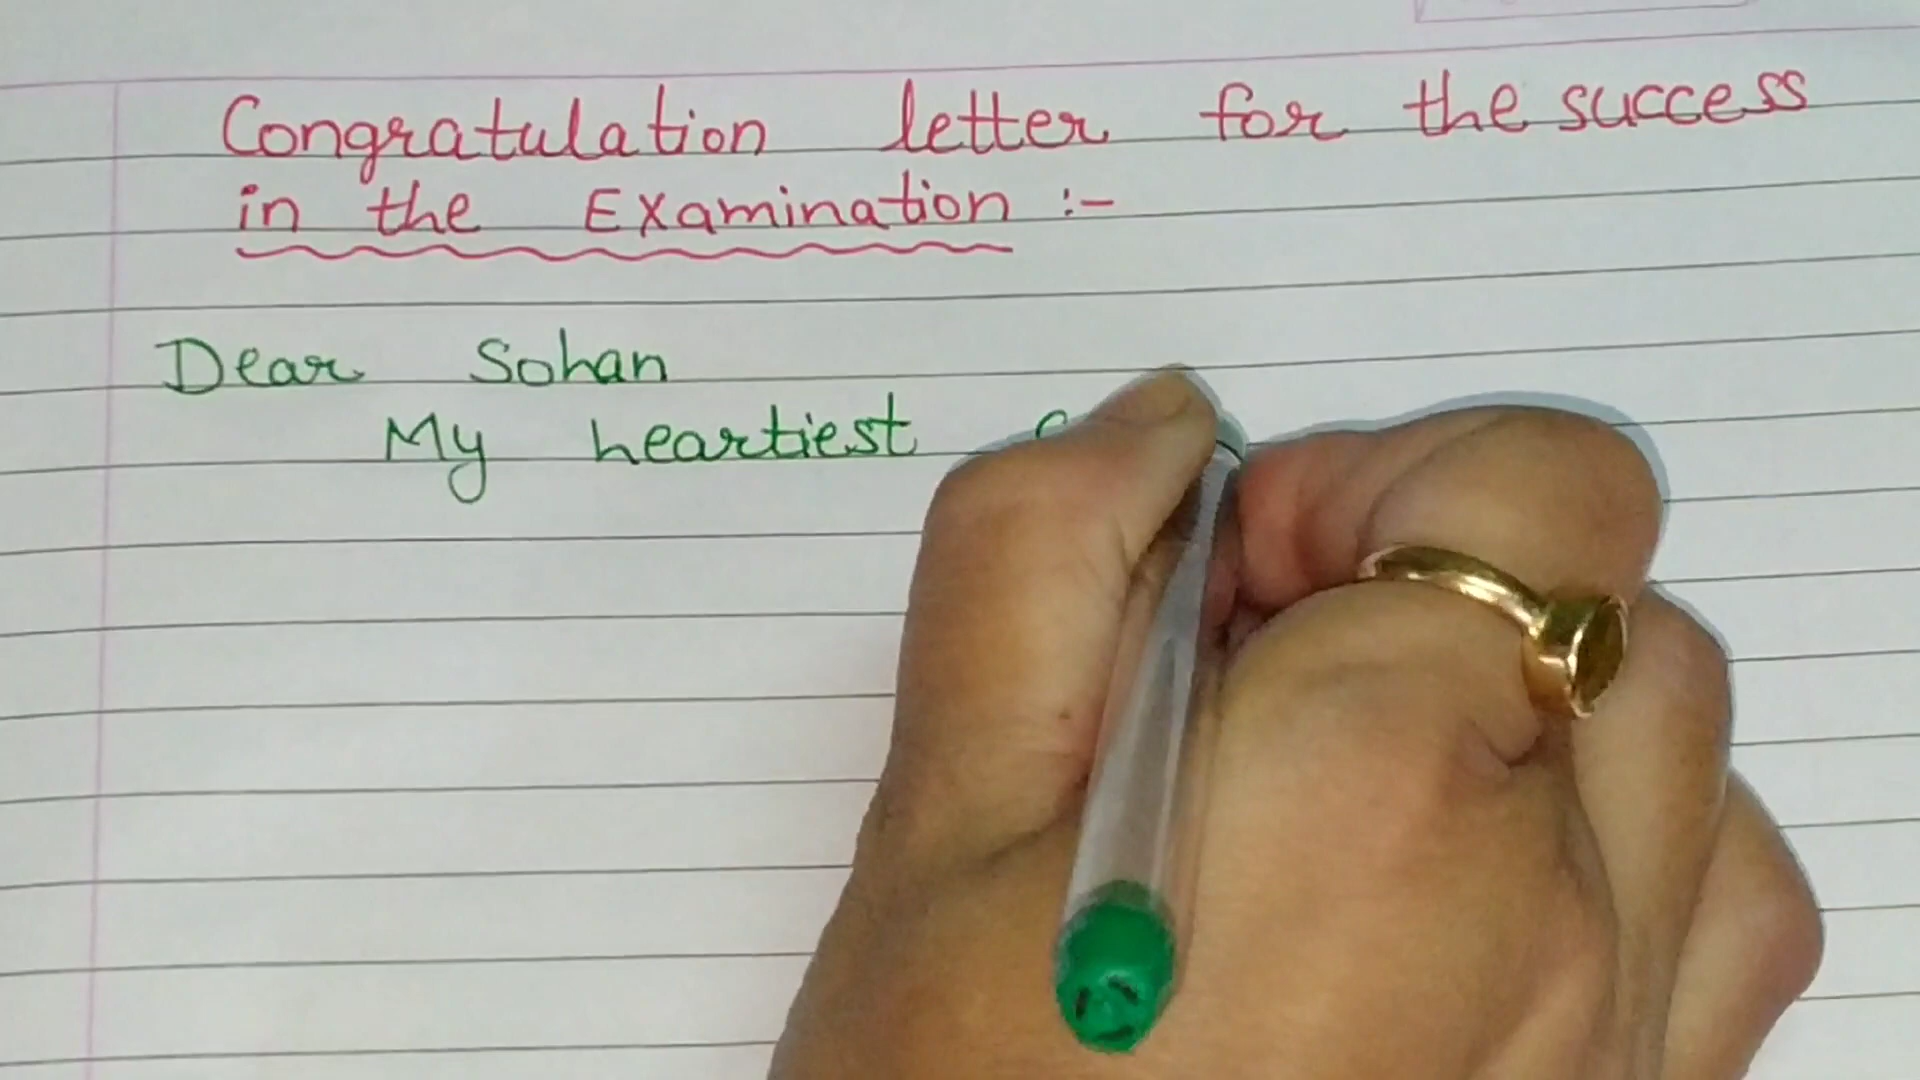 Congratulation letter for the success
in the Examination :-
Dear Sohan
My heartiest